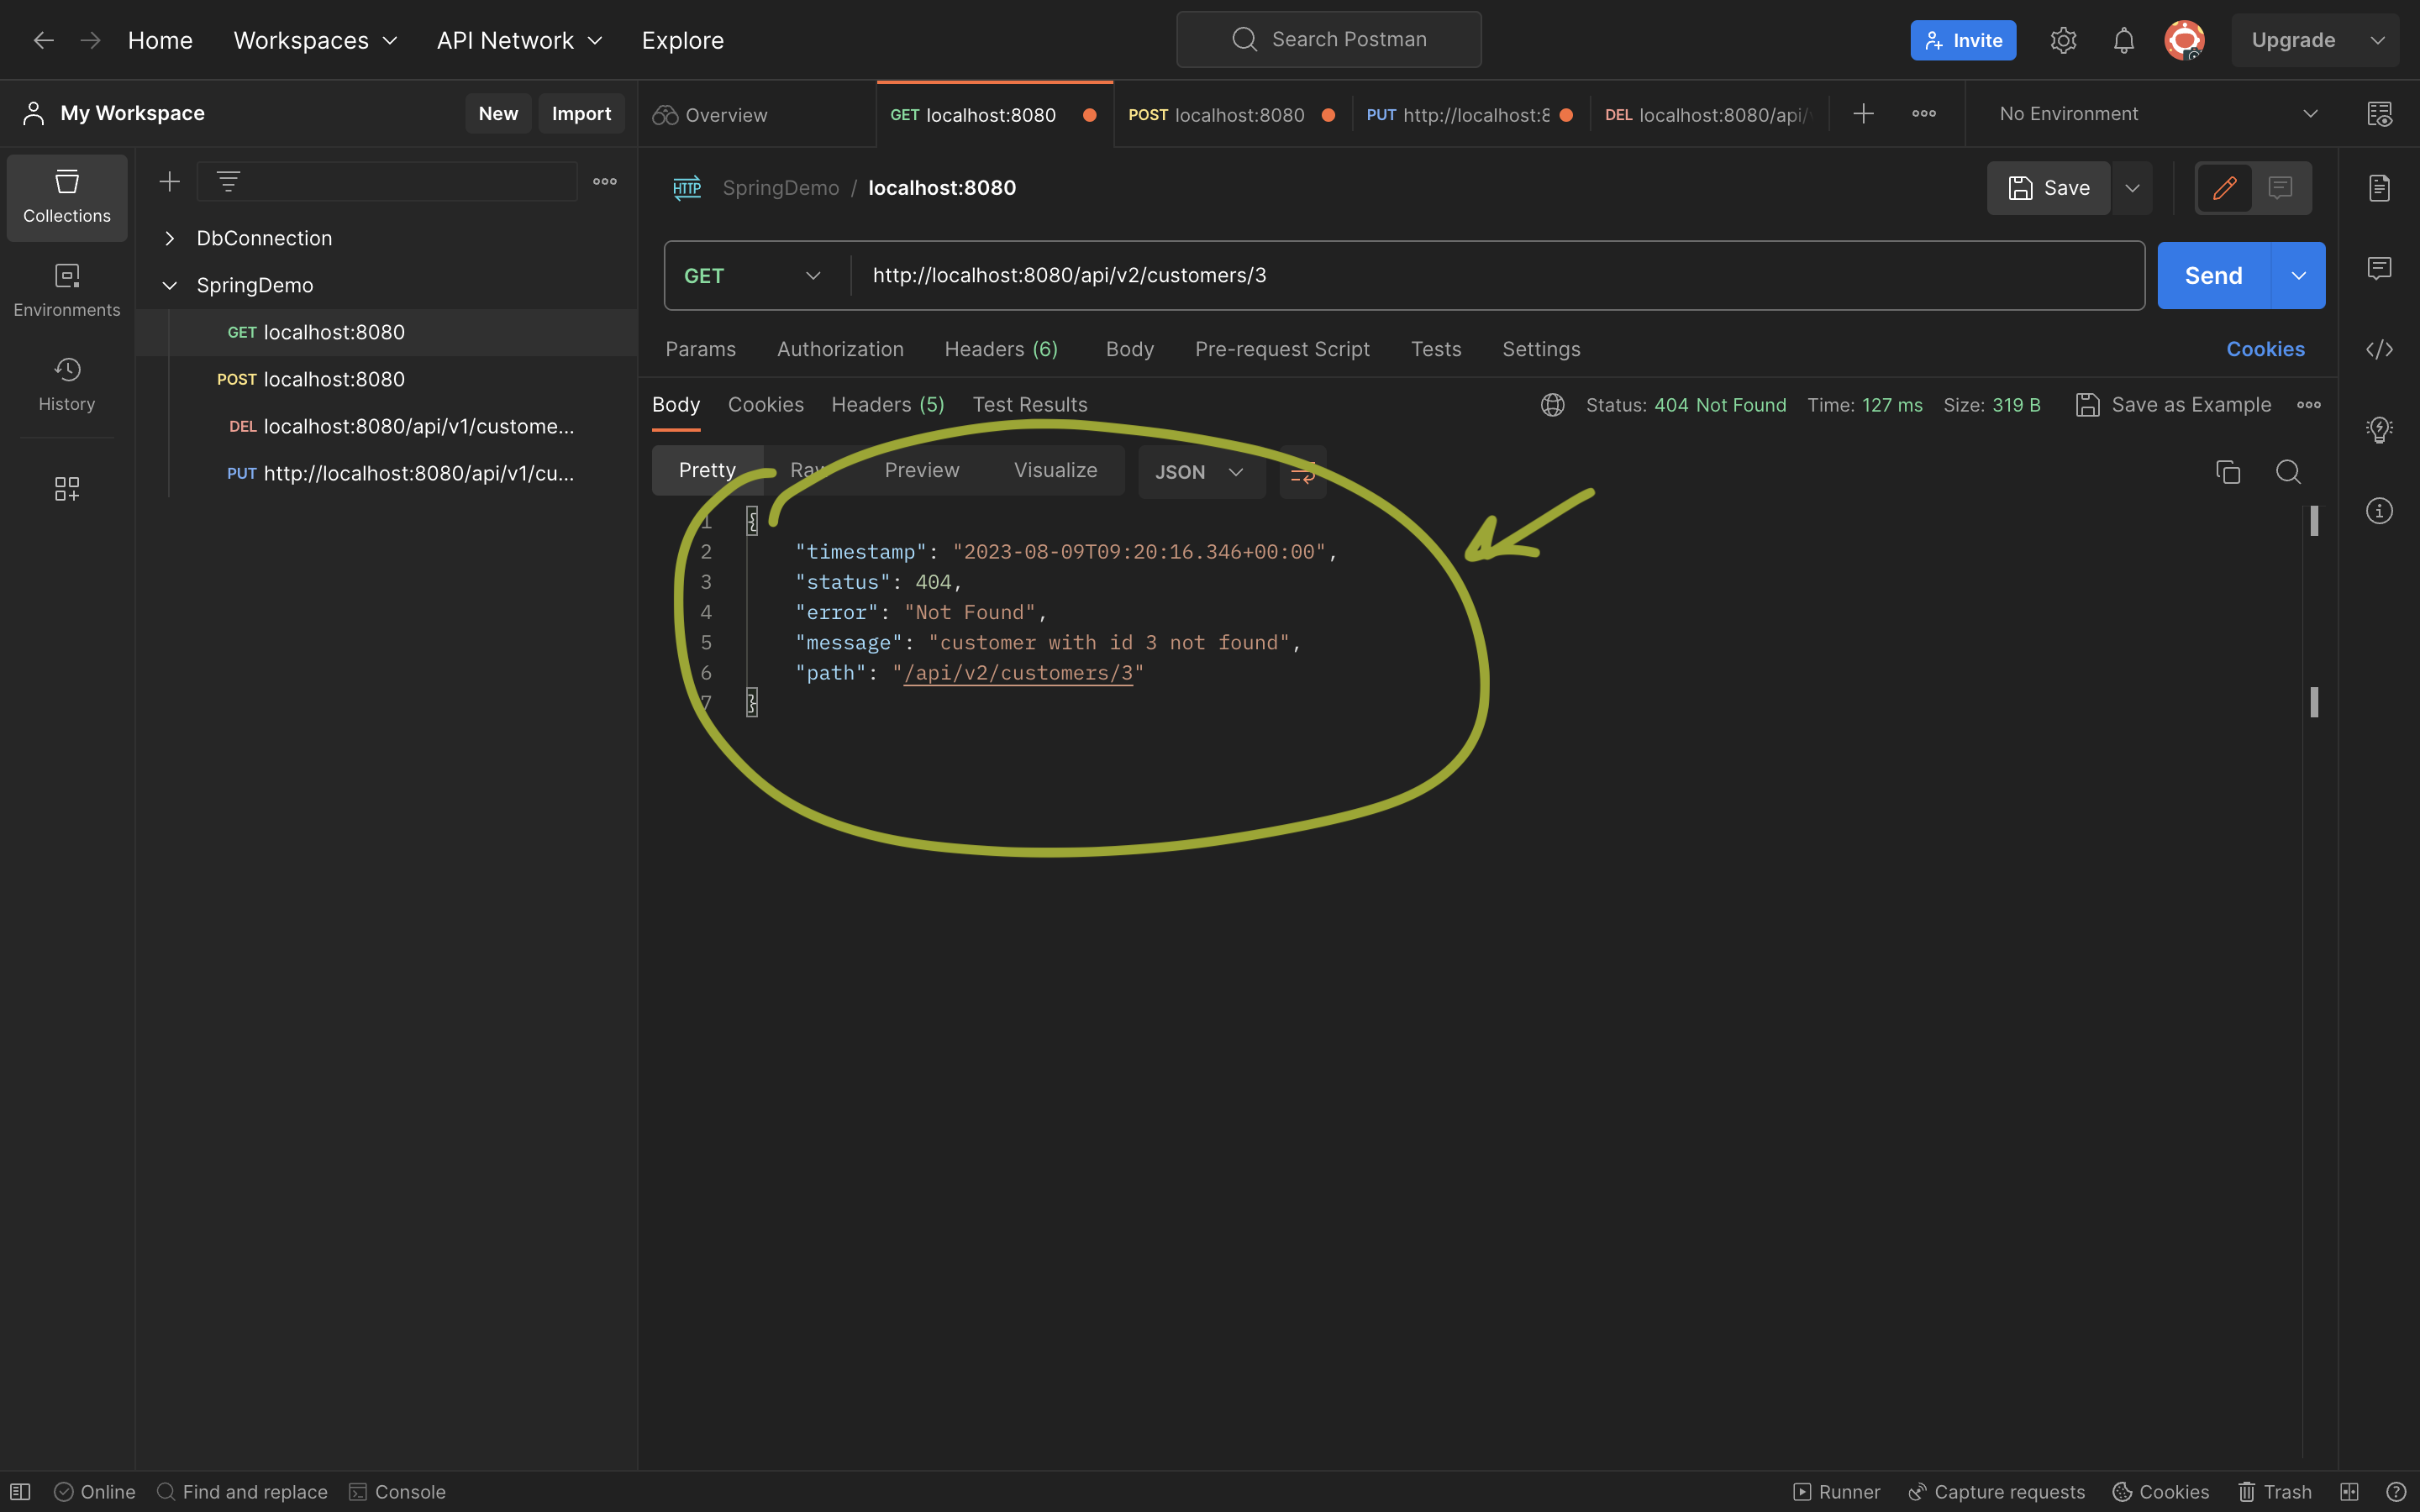 Home Workspaces API Network Explore Search Postman Invite Upgrade
My Workspace New Import
Overview GET localhost:8080 POST localhost:8080 PUT http://localhost:8 DEL localhost:8080/api/ No Environment
Collections
Environments
History
DbConnection
SpringDemo
GET localhost:8080
POST localhost:8080
DEL localhost:8080/api/v1/custome...
PUT http://localhost:8080/api/v1/cu...
HTTP SpringDemo / localhost:8080 Save
GET http://localhost:8080/api/v2/customers/3 Send
Params Authorization Headers (6) Body Pre-request Script Tests Settings Cookies
Body Cookies Headers (5) Test Results Status: 404 Not Found Time: 127 ms Size: 319 B Save as Example
Pretty Raw Preview Visualize JSON
1 {
2 "timestamp": "2023-08-09T09:20:16.346+00:00",
3 "status": 404,
4 "error": "Not Found",
5 "message": "customer with id 3 not found",
6 "path": "/api/v2/customers/3"
7 }
Online Find and replace Console Runner Capture requests Cookies Trash